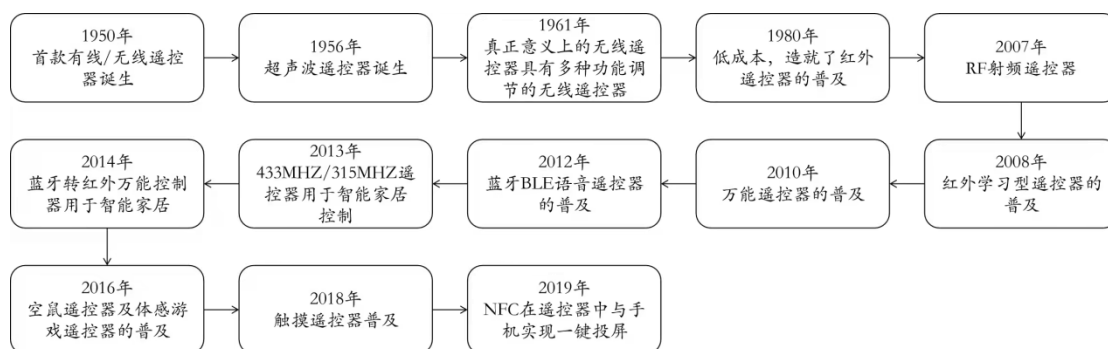 1950年
首款有线/无线遥控
器诞生
1956年
超声波遥控器诞生
1961年
真正意义上的无线遥
控器具有多种功能调
节的无线遥控器
1980年
低成本，造就了红外
遥控器的普及
2007年
RF射频遥控器
2008年
红外学习型遥控器的
普及
2010年
万能遥控器的普及
2012年
蓝牙BLE语音遥控器
的普及
2013年
433MHZ/315MHZ遥
控器用于智能家居
控制
2014年
蓝牙转红外万能控制
器用于智能家居
2016年
空鼠遥控器及体感游
戏遥控器的普及
2018年
触摸遥控器普及
2019年
NFC在遥控器中与手
机实现一键投屏